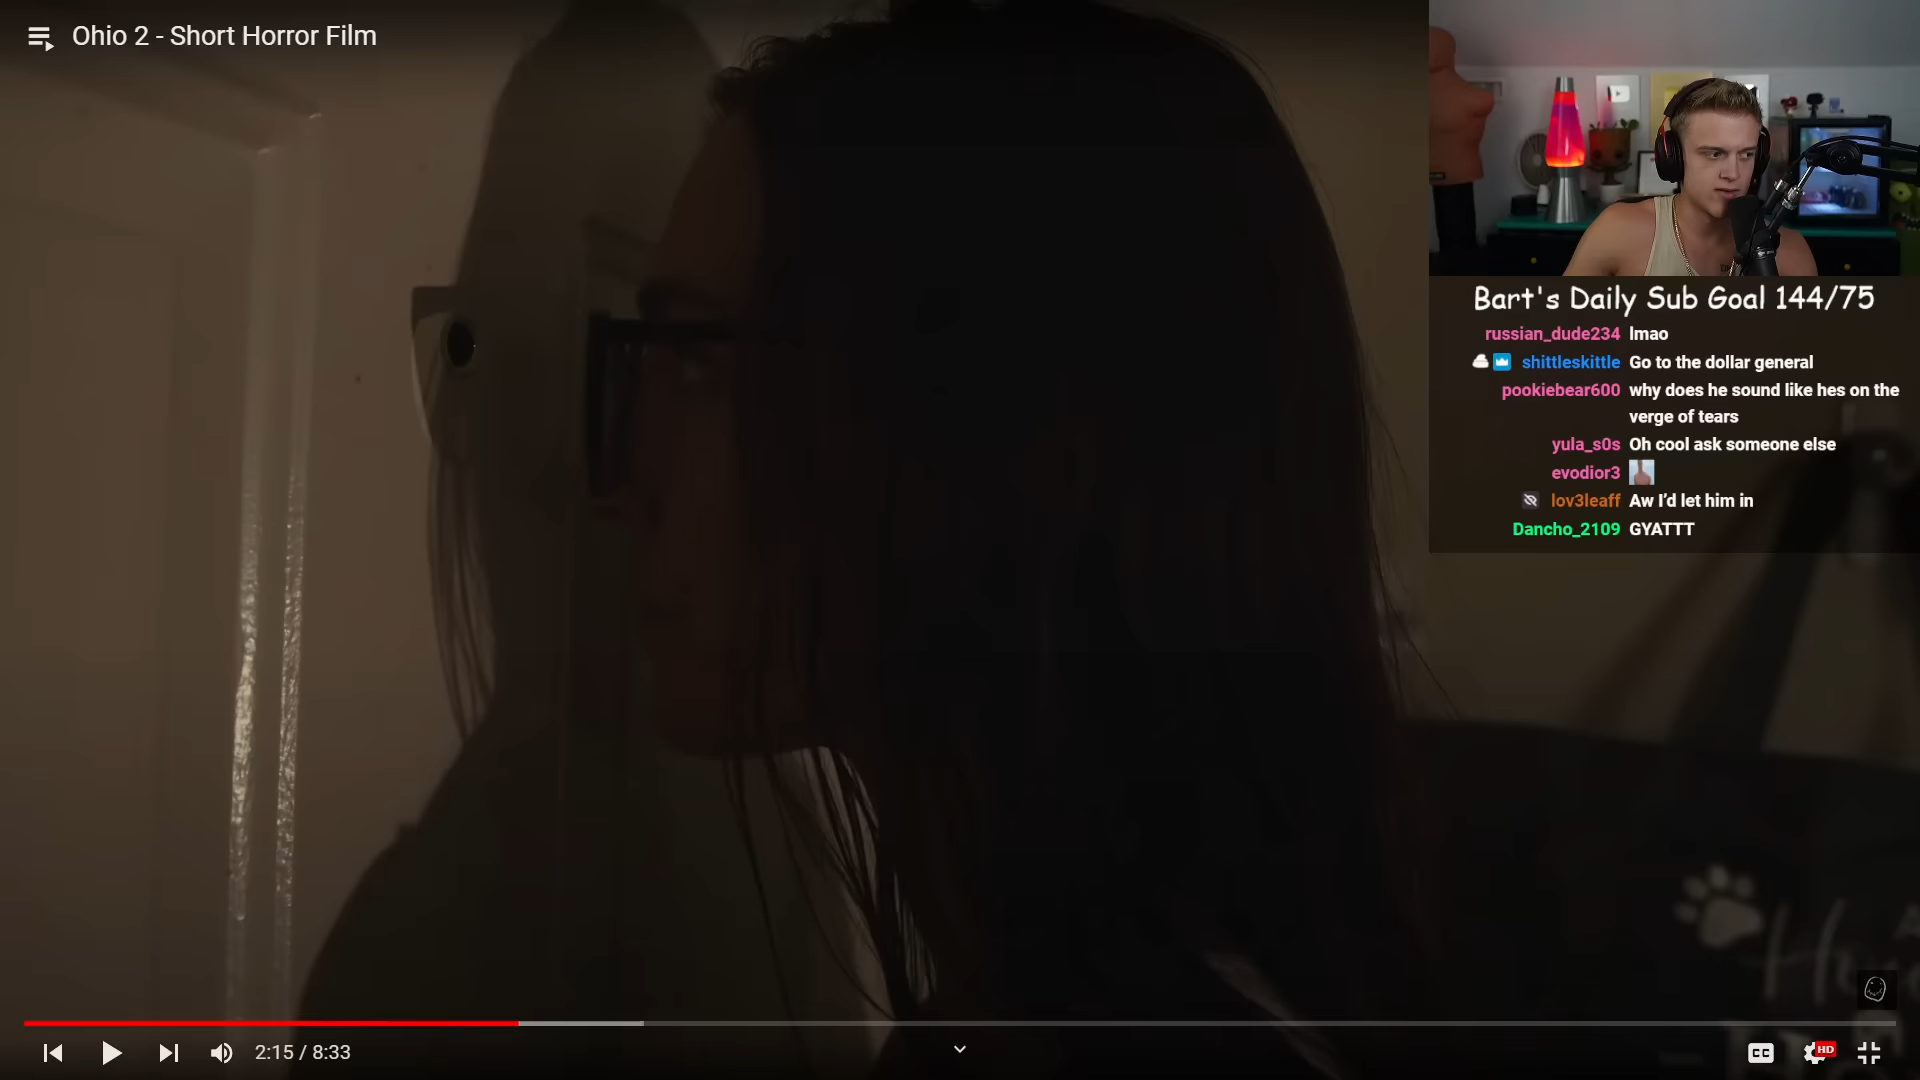 Ohio 2 - Short Horror Film
Bart's Daily Sub Goal 144/75
russian_dude234 lmao
shittleskittle Go to the dollar general
pookiebear600 why does he sound like hes on the
verge of tears
yula_s0s Oh cool ask someone else
evodior3
lov3leaff Aw I'd let him in
Dancho_2109 GYATTT
2:15 / 8:33
CC
HD